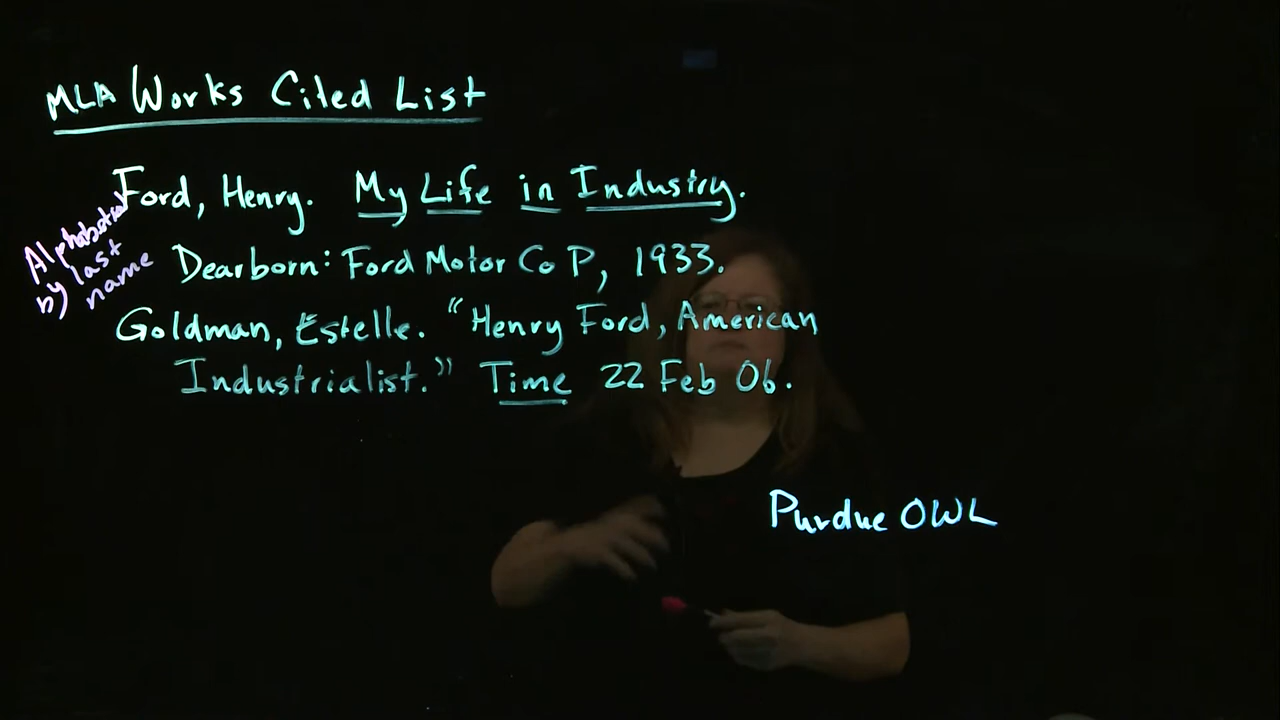 MLA Works Cited List
Ford, Henry. My Life in Industry.
Dearborn: Ford Motor Co P, 1933.
Goldman, Estelle. "Henry Ford, American
Industrialist." Time 22 Feb 06.
Alphabetical
by last
name
Purdue OWL